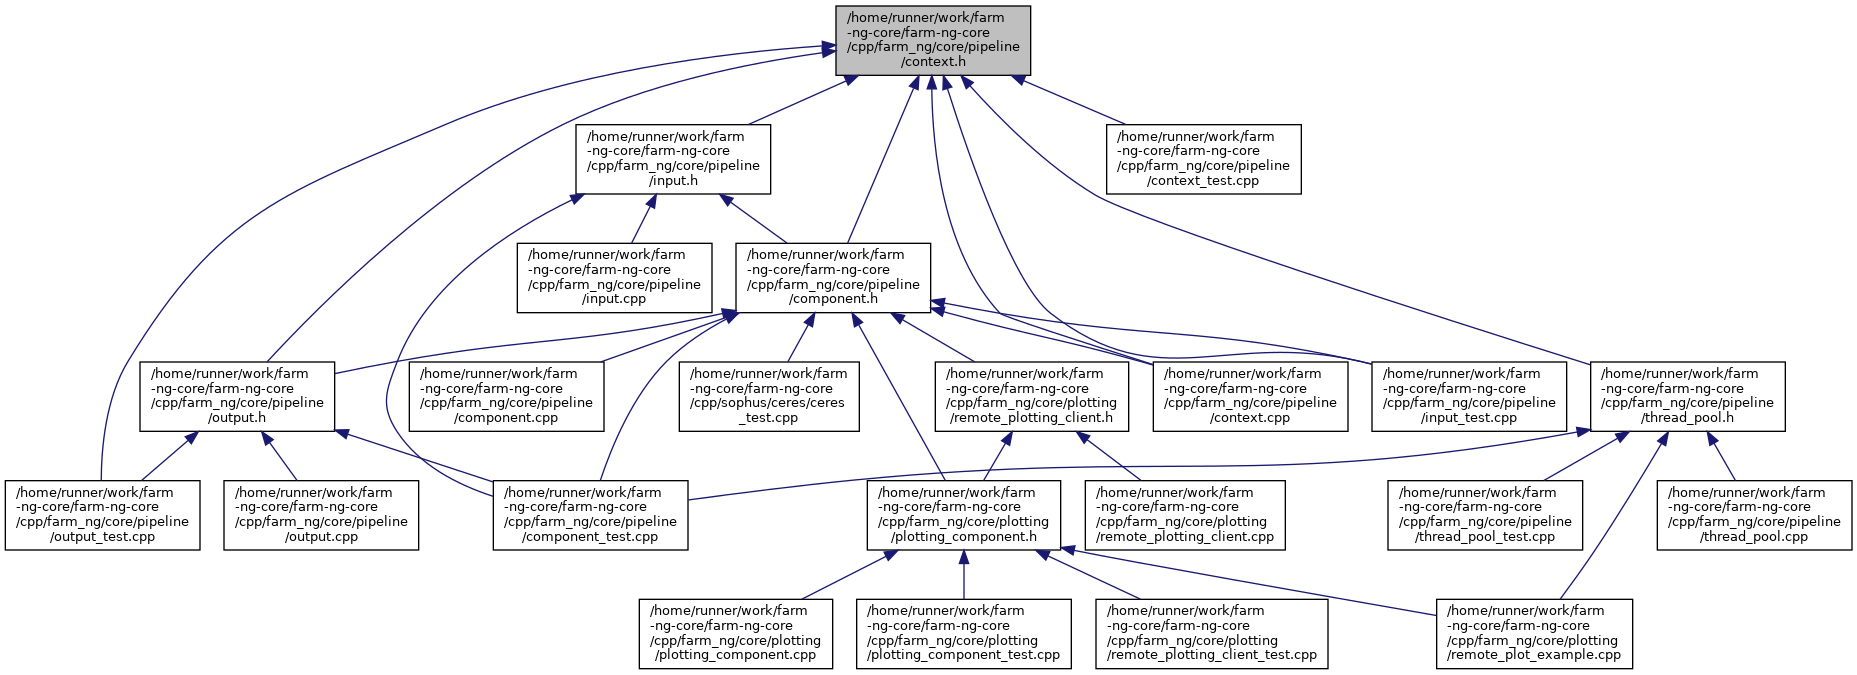 /home/runner/work/farm
-ng-core/farm-ng-core
/cpp/farm_ng/core/pipeline
/context.h
/home/runner/work/farm
-ng-core/farm-ng-core
/cpp/farm_ng/core/pipeline
/input.h
/home/runner/work/farm
-ng-core/farm-ng-core
/cpp/farm_ng/core/pipeline
/context_test.cpp
/home/runner/work/farm
-ng-core/farm-ng-core
/cpp/farm_ng/core/pipeline
/input.cpp
/home/runner/work/farm
-ng-core/farm-ng-core
/cpp/farm_ng/core/pipeline
/component.h
/home/runner/work/farm
-ng-core/farm-ng-core
/cpp/farm_ng/core/pipeline
/output.h
/home/runner/work/farm
-ng-core/farm-ng-core
/cpp/farm_ng/core/pipeline
/component.cpp
/home/runner/work/farm
-ng-core/farm-ng-core
/cpp/sophus/ceres/ceres
_test.cpp
/home/runner/work/farm
-ng-core/farm-ng-core
/cpp/farm_ng/core/plotting
/remote_plotting_client.h
/home/runner/work/farm
-ng-core/farm-ng-core
/cpp/farm_ng/core/pipeline
/context.cpp
/home/runner/work/farm
-ng-core/farm-ng-core
/cpp/farm_ng/core/pipeline
/input_test.cpp
/home/runner/work/farm
-ng-core/farm-ng-core
/cpp/farm_ng/core/pipeline
/thread_pool.h
/home/runner/work/farm
-ng-core/farm-ng-core
/cpp/farm_ng/core/pipeline
/output_test.cpp
/home/runner/work/farm
-ng-core/farm-ng-core
/cpp/farm_ng/core/pipeline
/output.cpp
/home/runner/work/farm
-ng-core/farm-ng-core
/cpp/farm_ng/core/pipeline
/component_test.cpp
/home/runner/work/farm
-ng-core/farm-ng-core
/cpp/farm_ng/core/plotting
/plotting_component.h
/home/runner/work/farm
-ng-core/farm-ng-core
/cpp/farm_ng/core/plotting
/remote_plotting_client.cpp
/home/runner/work/farm
-ng-core/farm-ng-core
/cpp/farm_ng/core/pipeline
/thread_pool_test.cpp
/home/runner/work/farm
-ng-core/farm-ng-core
/cpp/farm_ng/core/pipeline
/thread_pool.cpp
/home/runner/work/farm
-ng-core/farm-ng-core
/cpp/farm_ng/core/plotting
/plotting_component.cpp
/home/runner/work/farm
-ng-core/farm-ng-core
/cpp/farm_ng/core/plotting
/plotting_component_test.cpp
/home/runner/work/farm
-ng-core/farm-ng-core
/cpp/farm_ng/core/plotting
/remote_plotting_client_test.cpp
/home/runner/work/farm
-ng-core/farm-ng-core
/cpp/farm_ng/core/plotting
/remote_plot_example.cpp